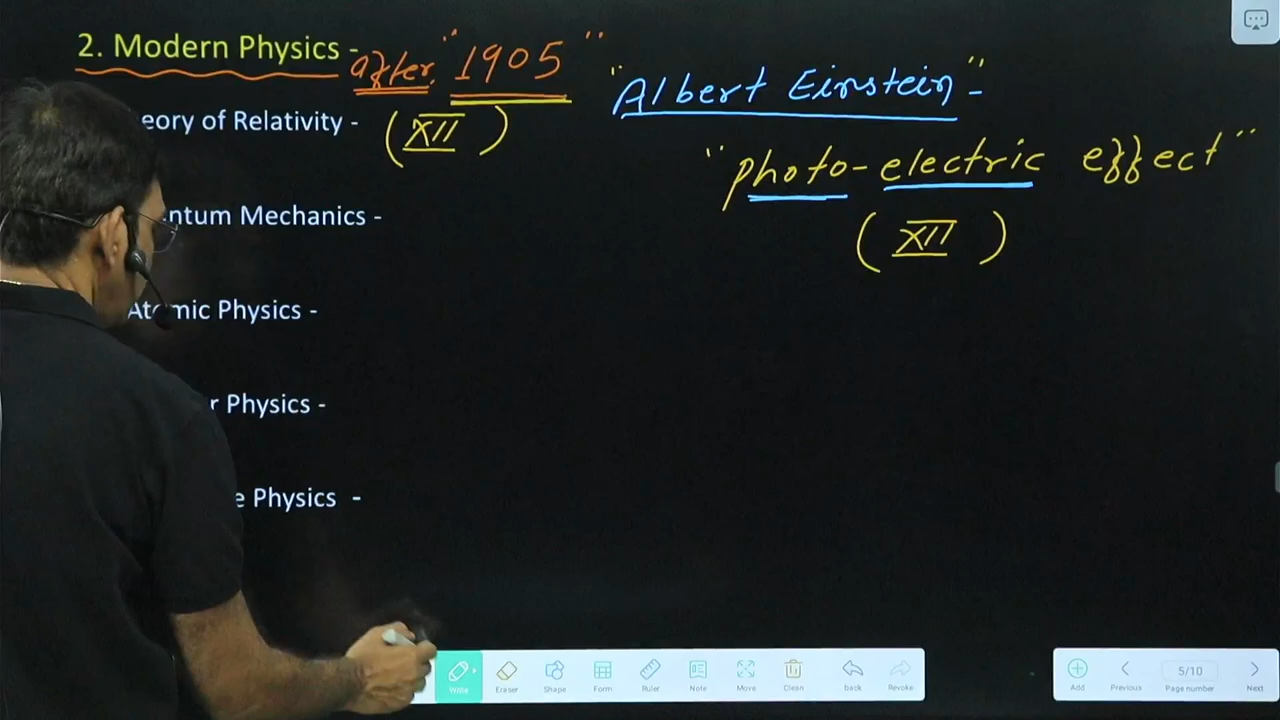 2. Modern Physics - after "1905"
"Albert Einstein" -
eory of Relativity - (XII)
"photo-electric effect"
ntum Mechanics -
(XII)
Atomic Physics -
r Physics -
e Physics -
Write Eraser Shape Form Ruler Note Move Clean back Revoke
Add Previous 5/10 Page number Next